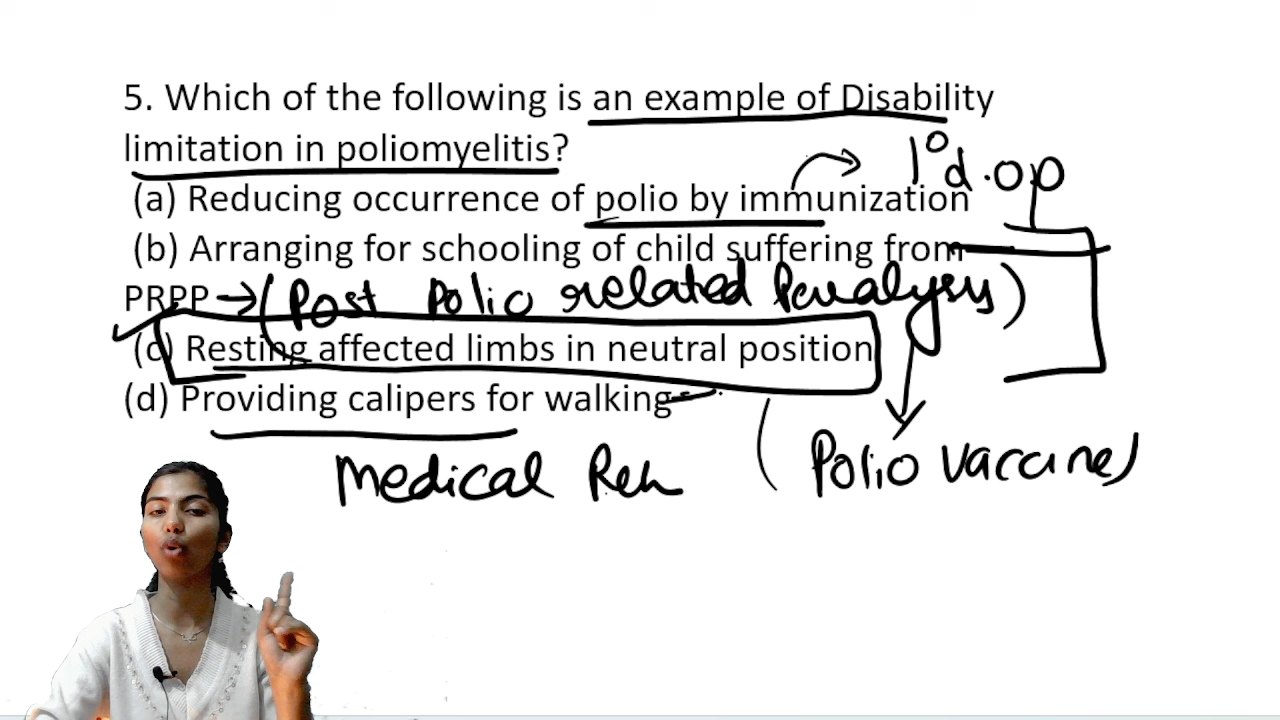 5. Which of the following is an example of Disability
limitation in poliomyelitis?
1° d.op
(a) Reducing occurrence of polio by immunization
(b) Arranging for schooling of child suffering from
PRPP → (Post Polio related Paralysis)
(c) Resting affected limbs in neutral position
(d) Providing calipers for walking
Medical Reh (Polio vaccines)